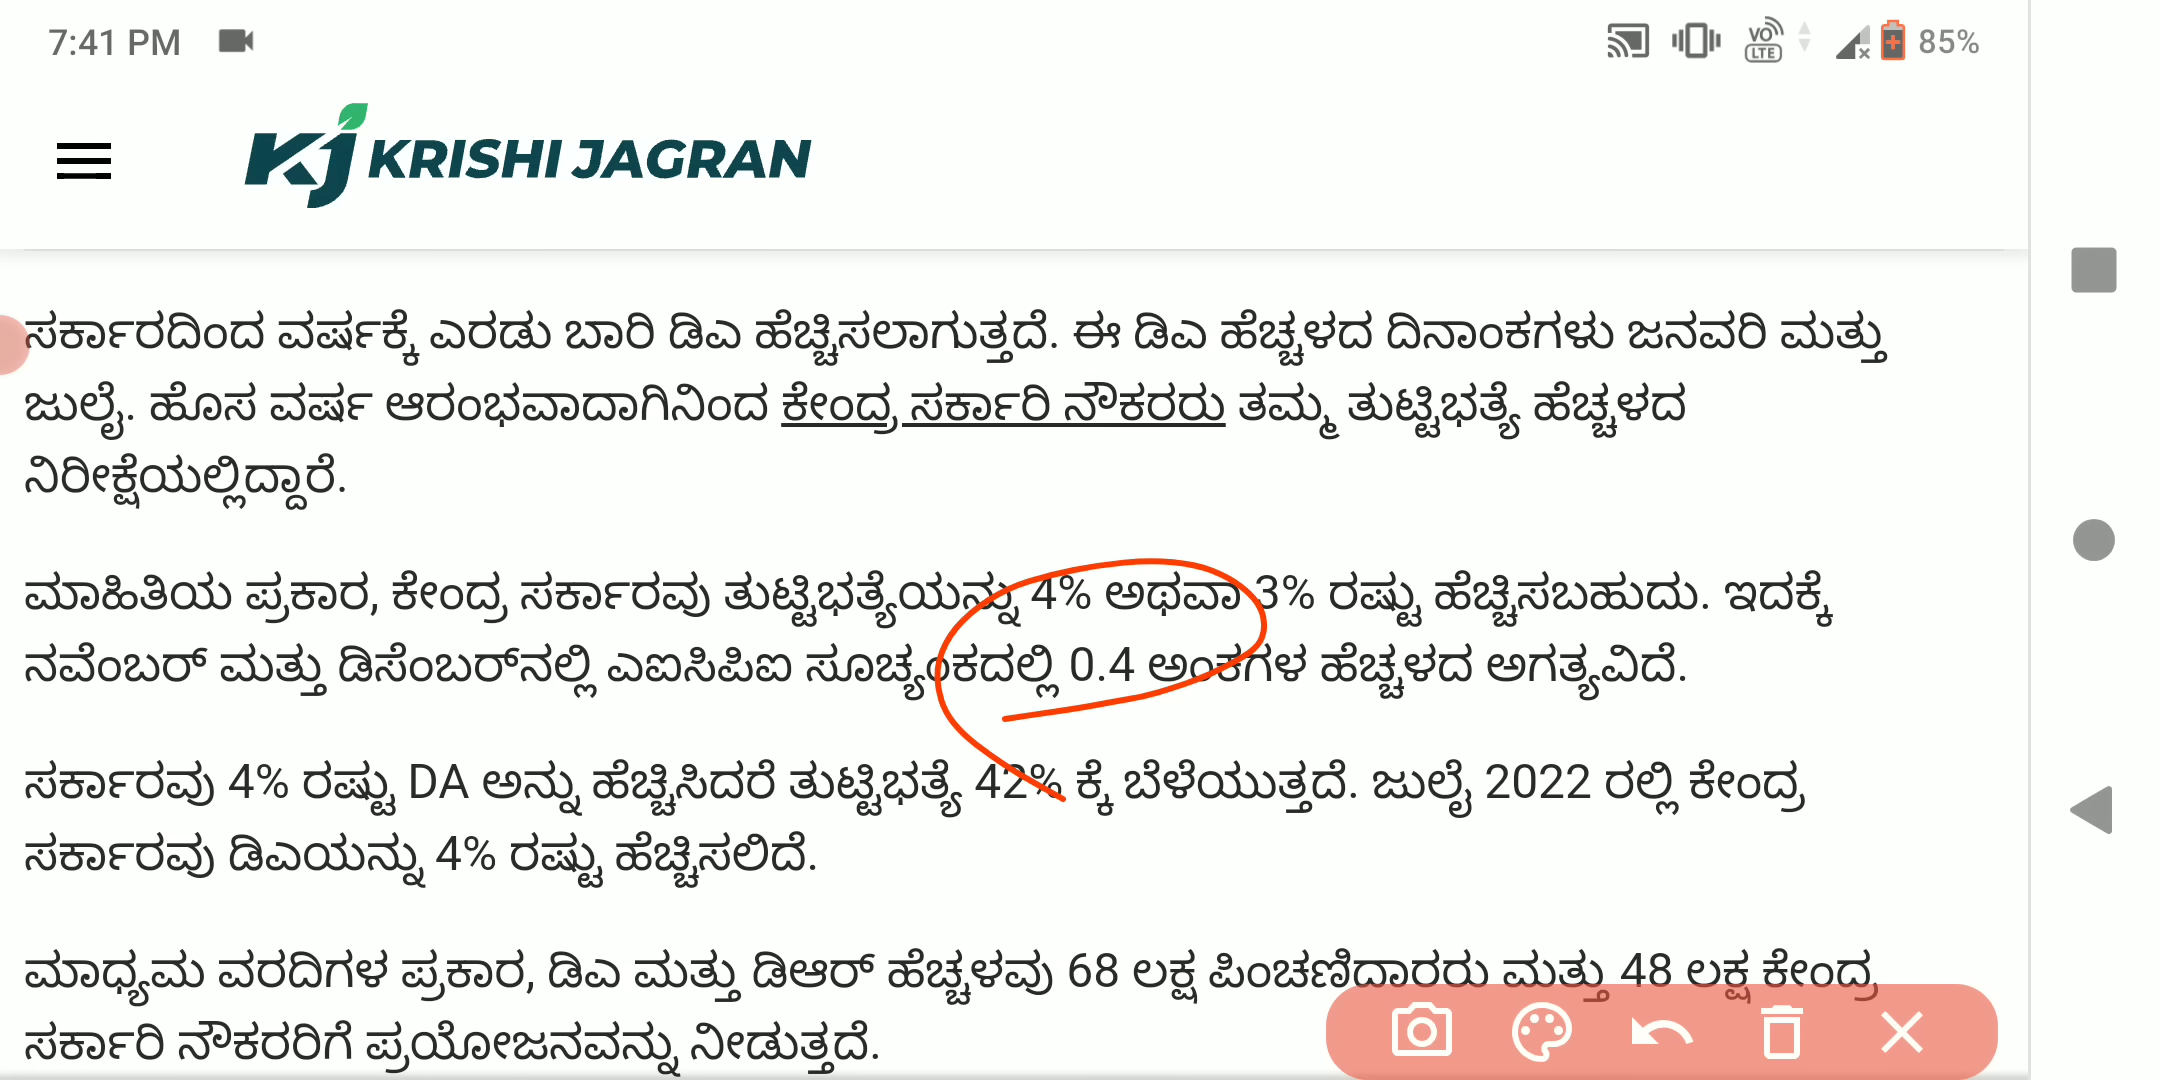 7:41 PM
VO LTE 85%
KJ KRISHI JAGRAN
ಸರ್ಕಾರದಿಂದ ವರ್ಷಕ್ಕೆ ಎರಡು ಬಾರಿ ಡಿಎ ಹೆಚ್ಚಿಸಲಾಗುತ್ತದೆ. ಈ ಡಿಎ ಹೆಚ್ಚಳದ ದಿನಾಂಕಗಳು ಜನವರಿ ಮತ್ತು
ಜುಲೈ. ಹೊಸ ವರ್ಷ ಆರಂಭವಾದಾಗಿನಿಂದ ಕೇಂದ್ರ ಸರ್ಕಾರಿ ನೌಕರರು ತಮ್ಮ ತುಟ್ಟಿಭತ್ಯೆ ಹೆಚ್ಚಳದ
ನಿರೀಕ್ಷೆಯಲ್ಲಿದ್ದಾರೆ.
ಮಾಹಿತಿಯ ಪ್ರಕಾರ, ಕೇಂದ್ರ ಸರ್ಕಾರವು ತುಟ್ಟಿಭತ್ಯೆಯನ್ನು 4% ಅಥವಾ 3% ರಷ್ಟು ಹೆಚ್ಚಿಸಬಹುದು. ಇದಕ್ಕೆ
ನವೆಂಬರ್ ಮತ್ತು ಡಿಸೆಂಬರ್‌ನಲ್ಲಿ ಎಐಸಿಪಿಐ ಸೂಚ್ಯಂಕದಲ್ಲಿ 0.4 ಅಂಕಗಳ ಹೆಚ್ಚಳದ ಅಗತ್ಯವಿದೆ.
ಸರ್ಕಾರವು 4% ರಷ್ಟು DA ಅನ್ನು ಹೆಚ್ಚಿಸಿದರೆ ತುಟ್ಟಿಭತ್ಯೆ 42% ಕ್ಕೆ ಬೆಳೆಯುತ್ತದೆ. ಜುಲೈ 2022 ರಲ್ಲಿ ಕೇಂದ್ರ
ಸರ್ಕಾರವು ಡಿಎಯನ್ನು 4% ರಷ್ಟು ಹೆಚ್ಚಿಸಲಿದೆ.
ಮಾಧ್ಯಮ ವರದಿಗಳ ಪ್ರಕಾರ, ಡಿಎ ಮತ್ತು ಡಿಆರ್ ಹೆಚ್ಚಳವು 68 ಲಕ್ಷ ಪಿಂಚಣಿದಾರರು ಮತ್ತು 48 ಲಕ್ಷ ಕೇಂದ್ರ
ಸರ್ಕಾರಿ ನೌಕರರಿಗೆ ಪ್ರಯೋಜನವನ್ನು ನೀಡುತ್ತದೆ.